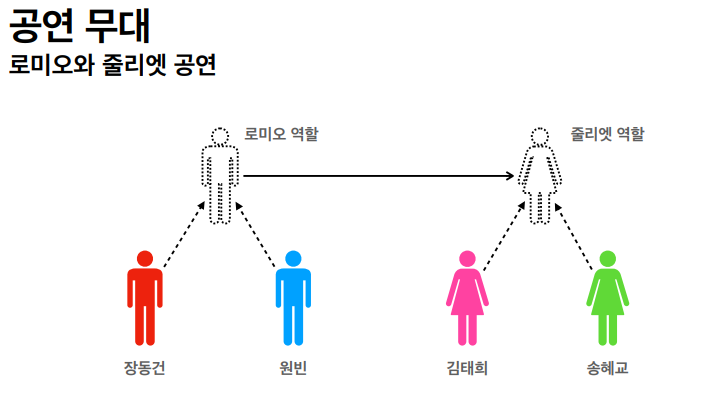 공연 무대
로미오와 줄리엣 공연
로미오 역할
줄리엣 역할
장동건
원빈
김태희
송혜교